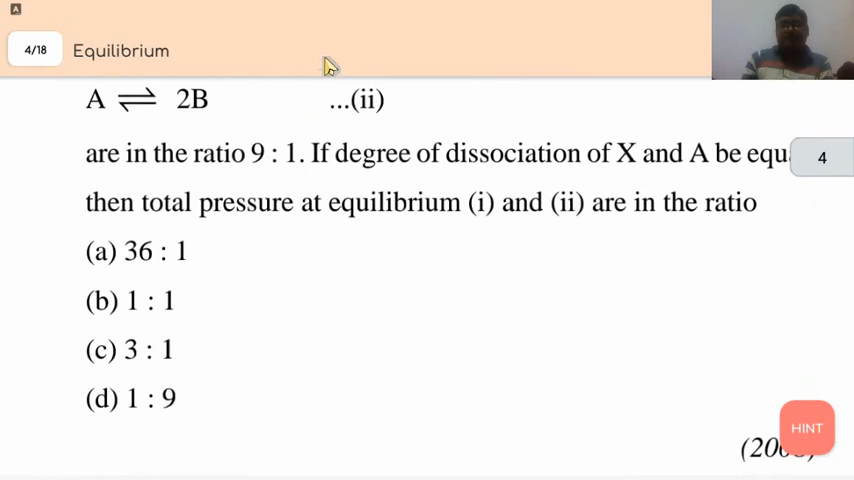 A
4/18 Equilibrium
A ⇌ 2B ...(ii)
are in the ratio 9 : 1. If degree of dissociation of X and A be
4
then total pressure at equilibrium (i) and (ii) are in the ratio
(a) 36 : 1
(b) 1 : 1
(c) 3 : 1
(d) 1 : 9
HINT